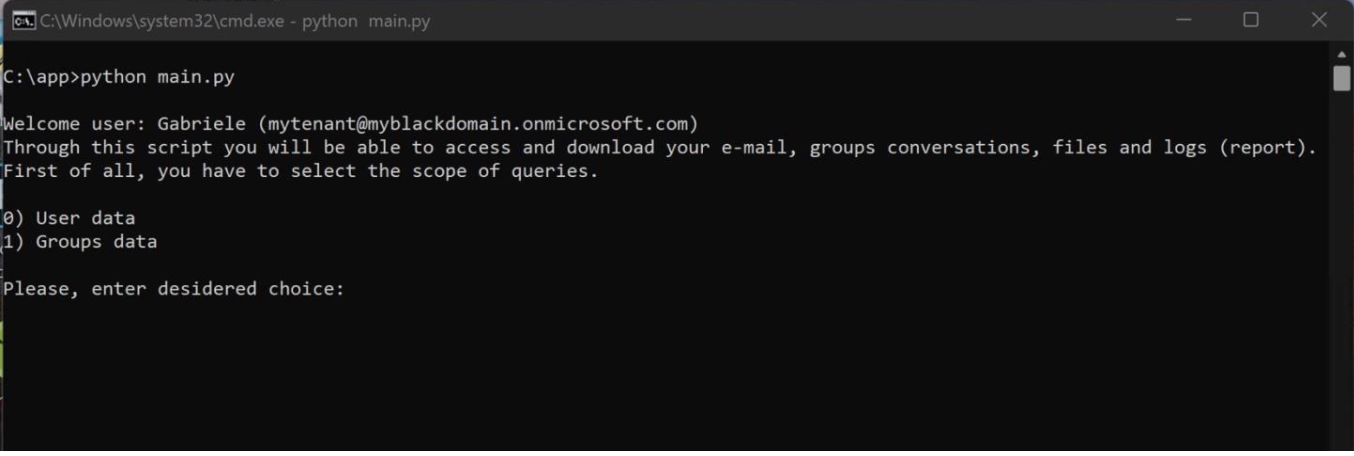 C:\Windows\system32\cmd.exe - python  main.py
C:\app>python main.py
Welcome user: Gabriele (mytenant@myblackdomain.onmicrosoft.com)
Through this script you will be able to access and download your e-mail, groups conversations, files and logs (report).
First of all, you have to select the scope of queries.
0) User data
1) Groups data
Please, enter desidered choice: